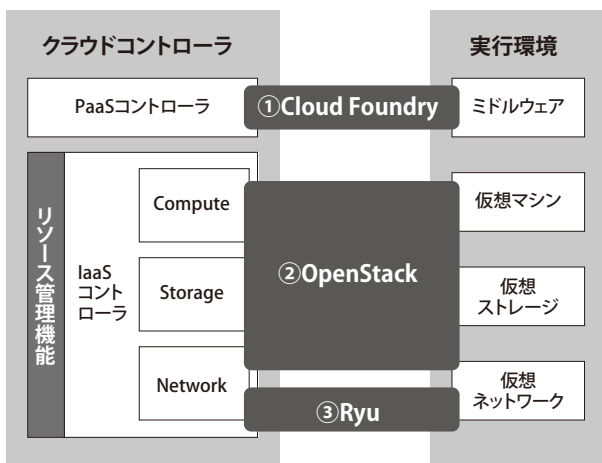 クラウドコントローラ
実行環境
PaaSコントローラ
①Cloud Foundry
ミドルウェア
リソース管理機能
IaaS
コント
ローラ
Compute
Storage
Network
②OpenStack
③Ryu
仮想マシン
仮想
ストレージ
仮想
ネットワーク